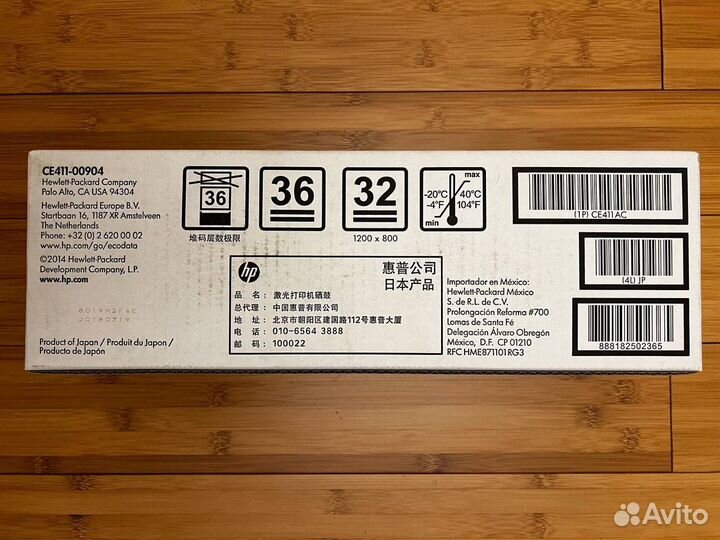 CE411-00904
Hewlett-Packard Company
Palo Alto, CA USA 94304
Hewlett-Packard Europe B.V.
Startbaan 16, 1187 XR Amstelveen
The Netherlands
Phone: +32 (0) 2 620 00 02
www.hp.com/go/ecodata
©2014 Hewlett-Packard
Development Company, L.P.
www.hp.com
20180319
Product of Japan / Produit du Japon /
Producto de Japón
36
堆码层数极限
36
32
1200 x 800
max
-20°C
-4°F
40°C
104°F
min
hp
惠普公司
日本产品
品名 : 激光打印机硒鼓
总代理 : 中国惠普有限公司
地址 : 北京市朝阳区建国路112号惠普大厦
电话 : 010-6564 3888
邮码 : 100022
Importador en México:
Hewlett-Packard México
S. de R.L. de C.V.
Prolongación Reforma #700
Lomas de Santa Fé
Delegación Álvaro Obregón
México, D.F. CP 01210
RFC HME871101RG3
(1P) CE411AC
(4L) JP
888182502365
Avito